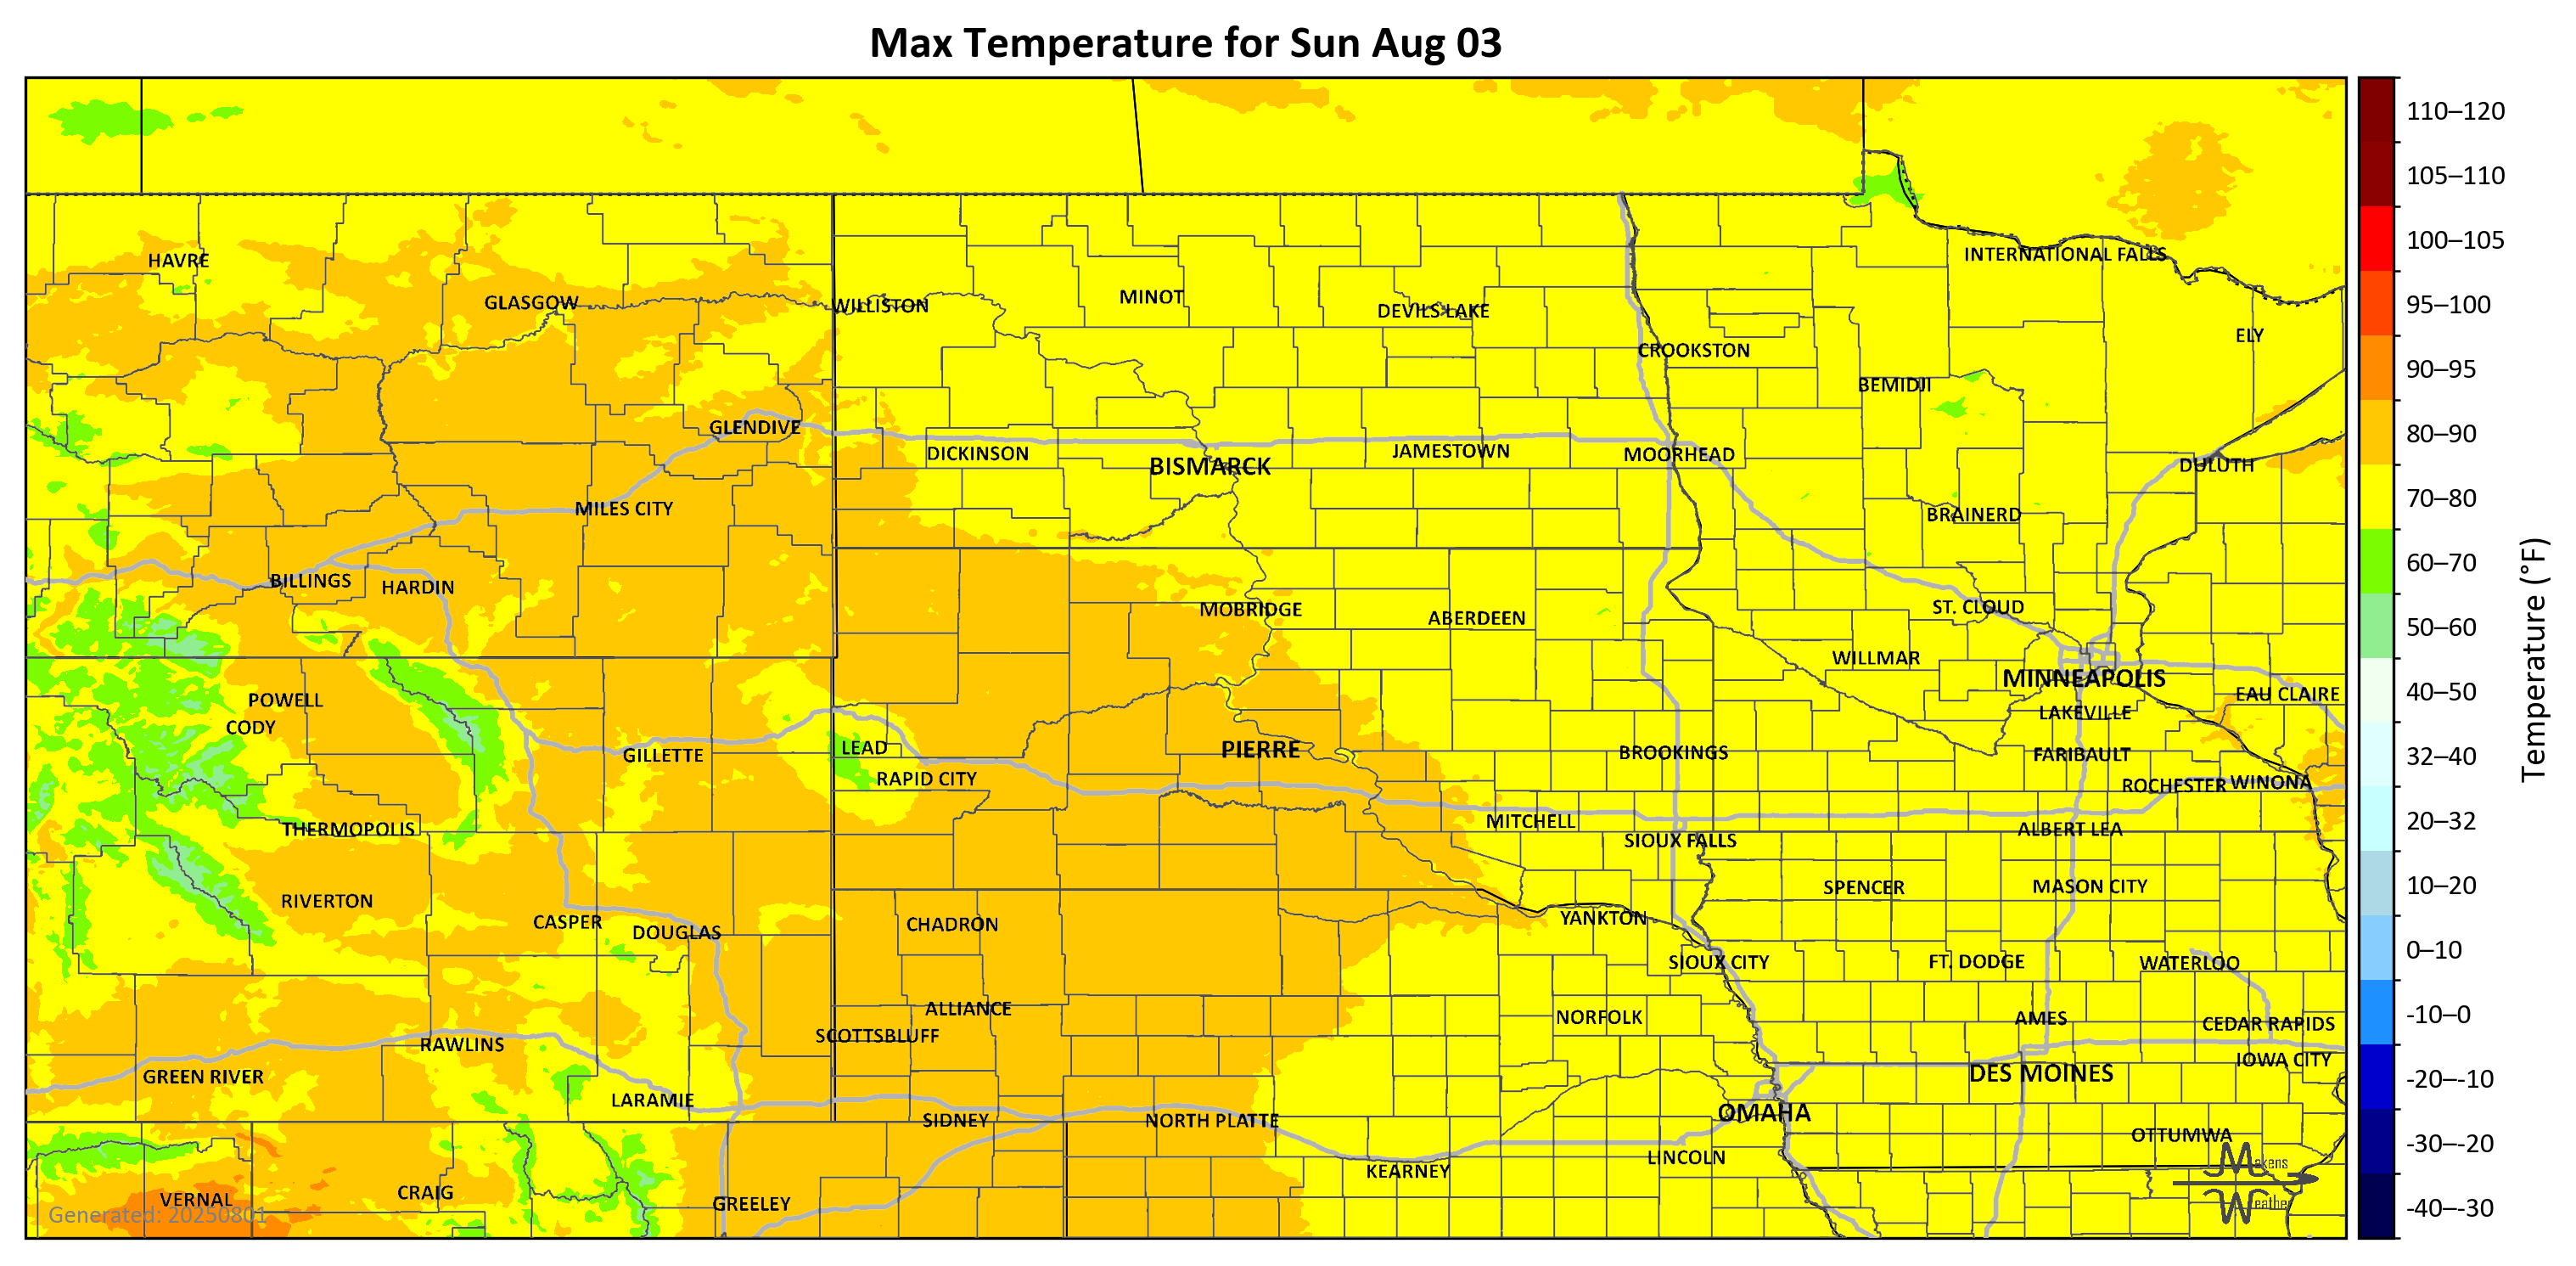 Max Temperature for Sun Aug 03
HAVRE
GLASGOW
WILLISTON
MINOT
DEVILS LAKE
CROOKSTON
INTERNATIONAL FALLS
ELY
BEMIDJI
GLENDIVE
DICKINSON
BISMARCK
JAMESTOWN
MOORHEAD
DULUTH
MILES CITY
BRAINERD
BILLINGS
HARDIN
MOBRIDGE
ABERDEEN
ST. CLOUD
WILLMAR
MINNEAPOLIS
EAU CLAIRE
POWELL
CODY
LAKEVILLE
GILLETTE
LEAD
RAPID CITY
PIERRE
BROOKINGS
FARIBAULT
ROCHESTER
WINONA
THERMOPOLIS
MITCHELL
SIOUX FALLS
ALBERT LEA
RIVERTON
SPENCER
MASON CITY
CASPER
DOUGLAS
CHADRON
YANKTON
SIOUX CITY
FT. DODGE
WATERLOO
ALLIANCE
SCOTTSBLUFF
NORFOLK
AMES
CEDAR RAPIDS
RAWLINS
IOWA CITY
GREEN RIVER
DES MOINES
LARAMIE
SIDNEY
NORTH PLATTE
OMAHA
OTTUMWA
LINCOLN
KEARNEY
VERNAL
CRAIG
GREELEY
Generated: 20250801
Makens
Weather
110–120
105–110
100–105
95–100
90–95
80–90
70–80
60–70
50–60
40–50
32–40
20–32
10–20
0–10
-10–0
-20–-10
-30–-20
-40–-30
Temperature (°F)